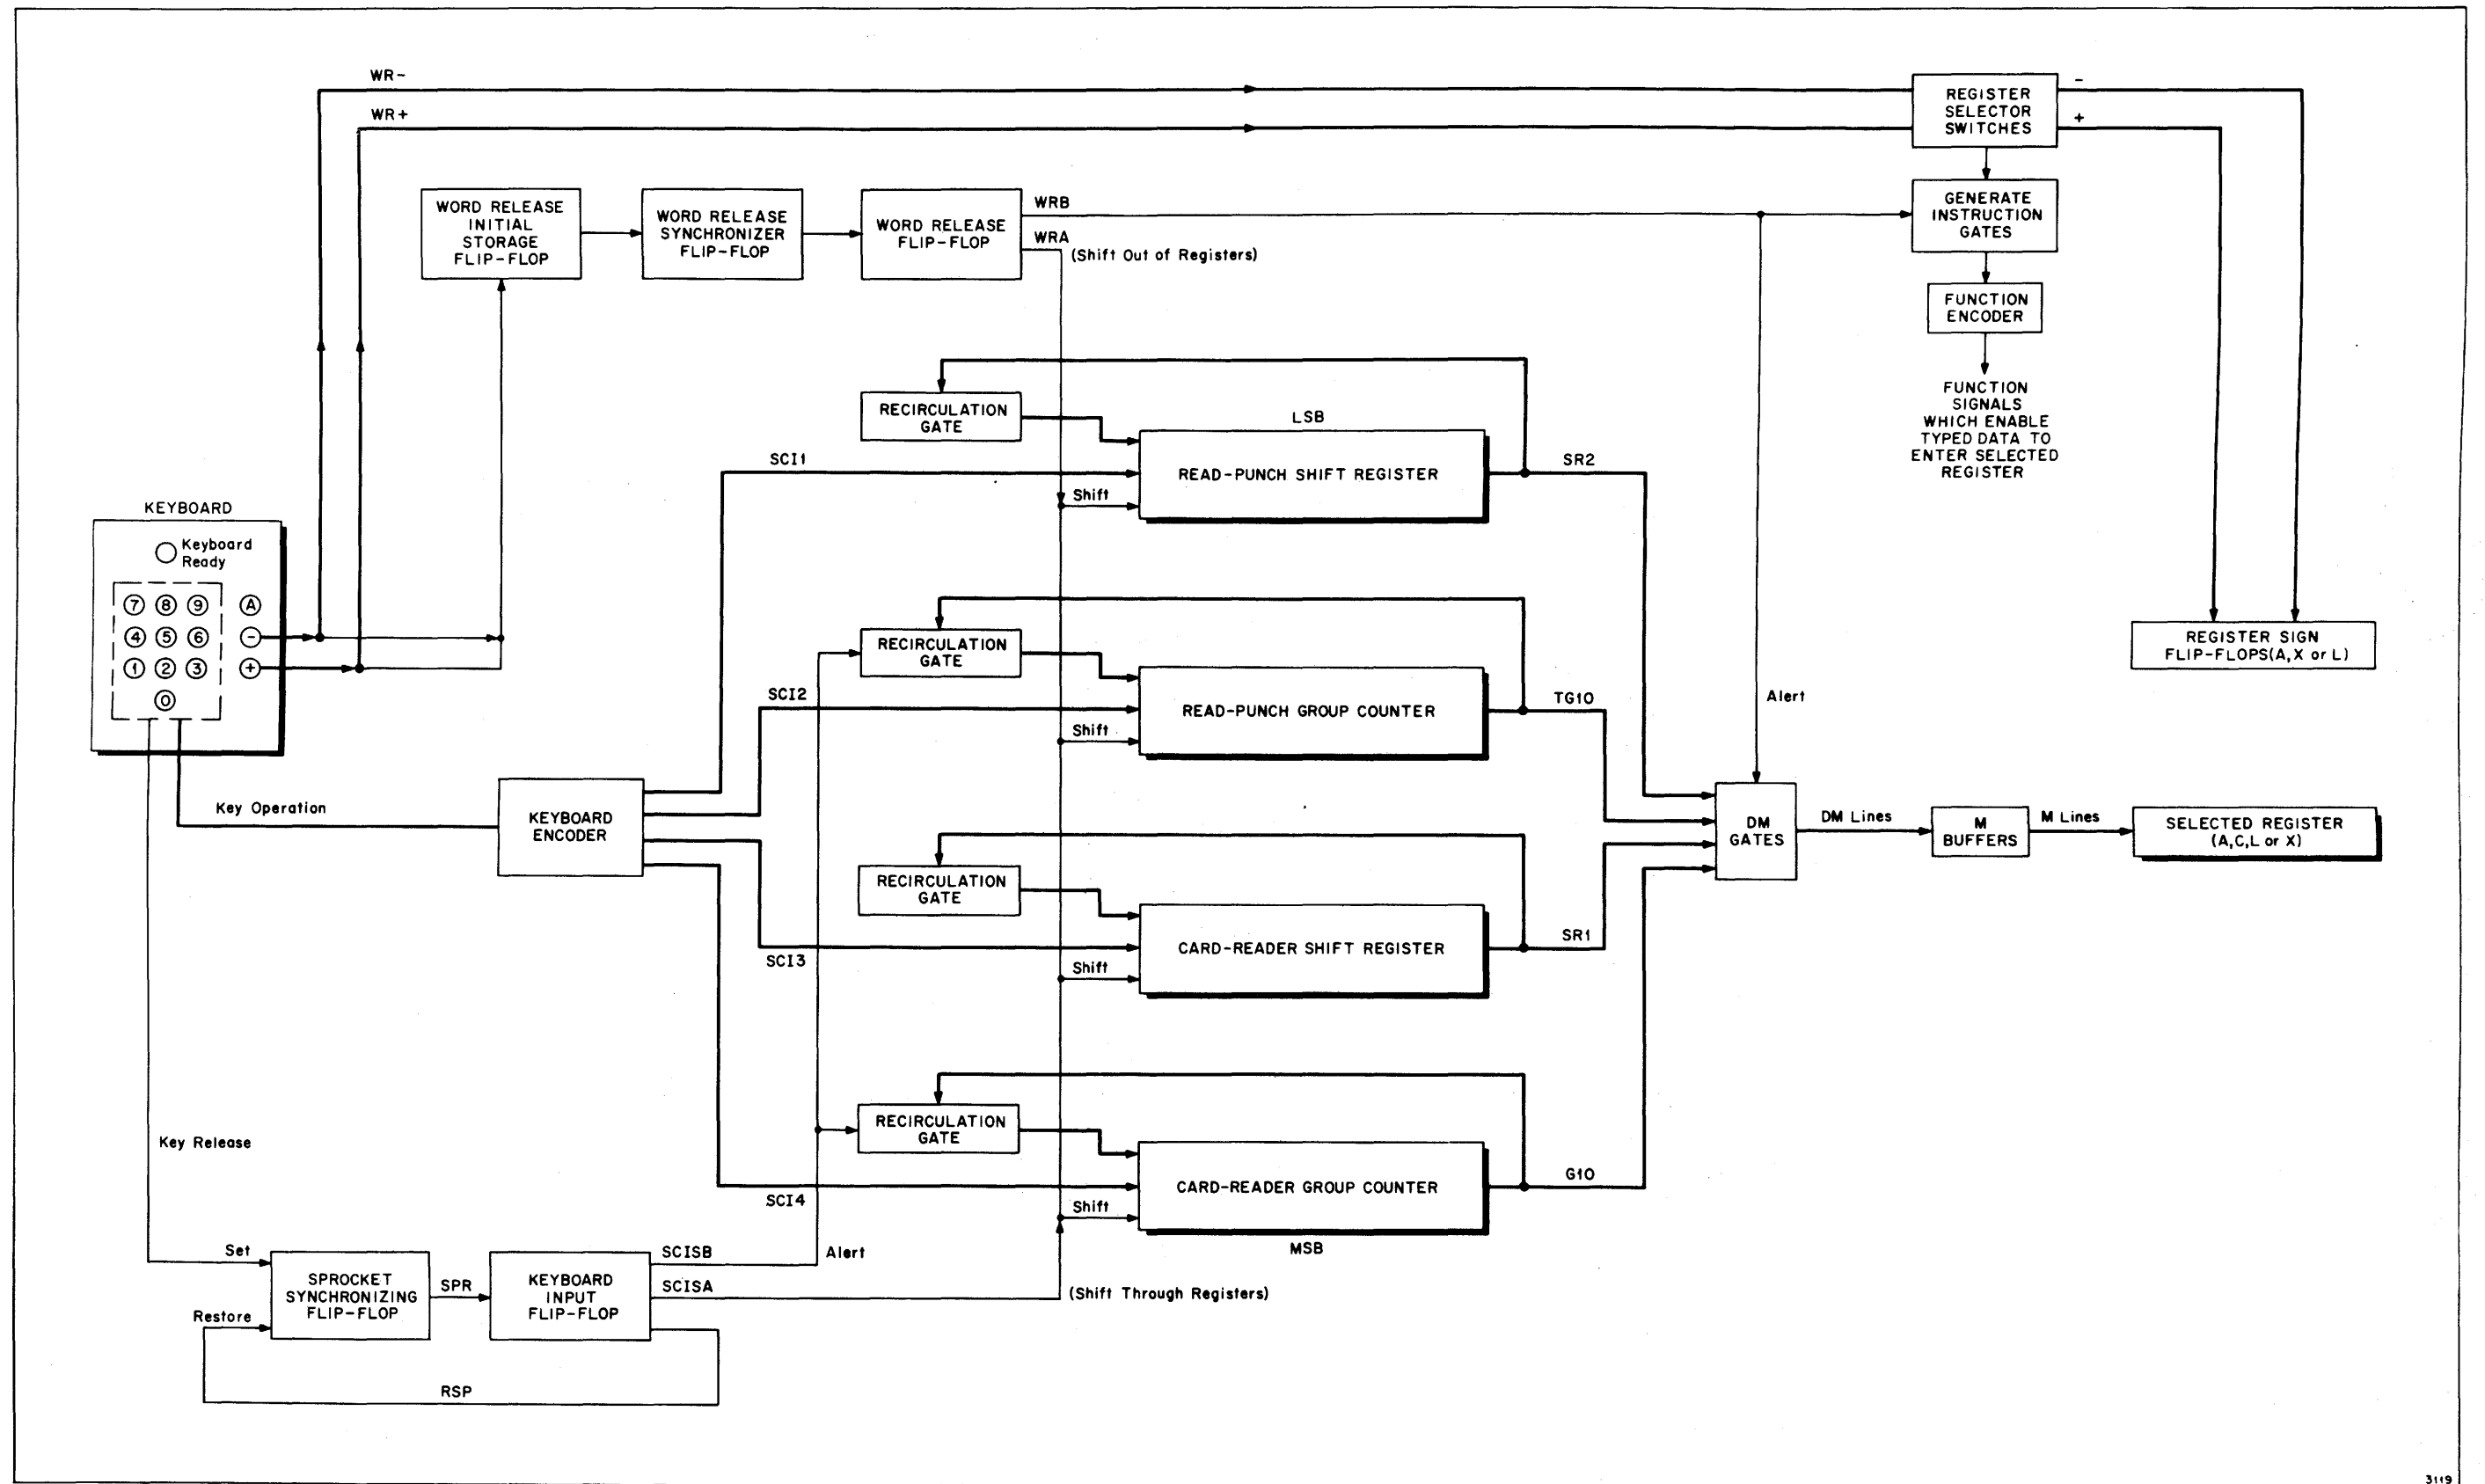 WR-
WR+
REGISTER
SELECTOR
SWITCHES
-
+
WORD RELEASE
INITIAL
STORAGE
FLIP-FLOP
WORD RELEASE
SYNCHRONIZER
FLIP-FLOP
WORD RELEASE
FLIP-FLOP
WRB
WRA
(Shift Out of Registers)
GENERATE
INSTRUCTION
GATES
FUNCTION
ENCODER
FUNCTION
SIGNALS
WHICH ENABLE
TYPED DATA TO
ENTER SELECTED
REGISTER
RECIRCULATION
GATE
LSB
SCI1
READ-PUNCH SHIFT REGISTER
SR2
Shift
KEYBOARD
Keyboard
Ready
7 8 9 A
4 5 6 -
1 2 3 +
0
RECIRCULATION
GATE
SCI2
READ-PUNCH GROUP COUNTER
TG10
Shift
Alert
REGISTER SIGN
FLIP-FLOPS(A,X or L)
Key Operation
KEYBOARD
ENCODER
DM
GATES
DM Lines
M
BUFFERS
M Lines
SELECTED REGISTER
(A,C,L or X)
RECIRCULATION
GATE
SCI3
CARD-READER SHIFT REGISTER
SR1
Shift
Key Release
RECIRCULATION
GATE
SCI4
CARD-READER GROUP COUNTER
G10
Shift
MSB
Set
Restore
SPROCKET
SYNCHRONIZING
FLIP-FLOP
SPR
KEYBOARD
INPUT
FLIP-FLOP
SCISB
Alert
SCISA
(Shift Through Registers)
RSP
3119